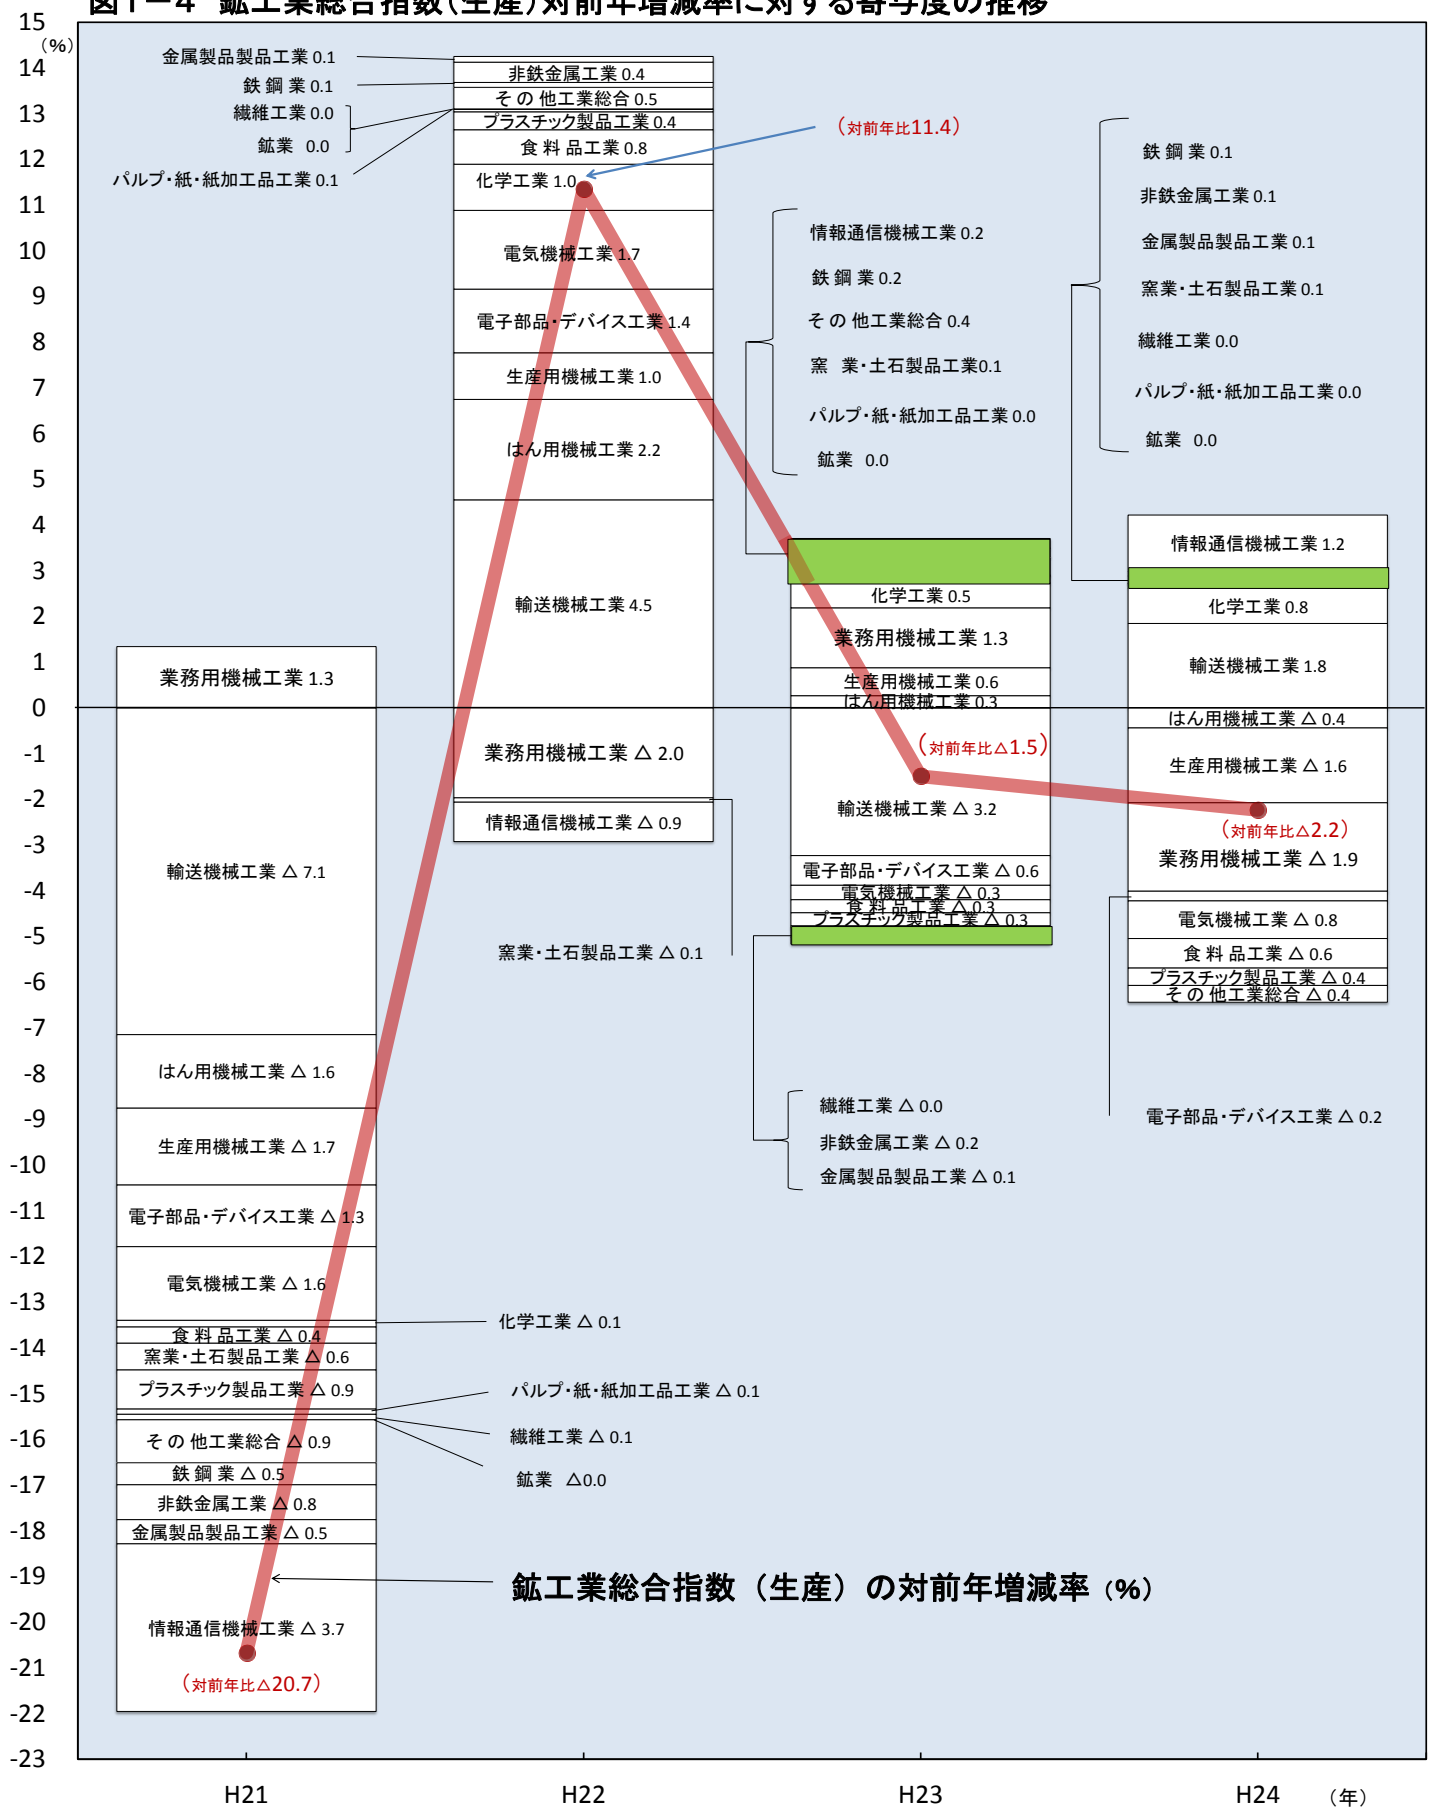 図1－4 鉱工業総合指数(生産)対前年増減率に対する寄与度の推移
(%)
15
14
13
12
11
10
9
8
7
6
5
4
3
2
1
0
-1
-2
-3
-4
-5
-6
-7
-8
-9
-10
-11
-12
-13
-14
-15
-16
-17
-18
-19
-20
-21
-22
-23
業務用機械工業 1.3
輸送機械工業 △ 7.1
はん用機械工業 △ 1.6
生産用機械工業 △ 1.7
電子部品・デバイス工業 △ 1.3
電気機械工業 △ 1.6
化学工業 △ 0.1
食 料 品工業 △ 0.4
窯業・土石製品工業 △ 0.6
プラスチック製品工業 △ 0.9
パルプ・紙・紙加工品工業 △ 0.1
繊維工業 △ 0.1
鉱業 △0.0
そ の 他工業総合 △ 0.9
鉄 鋼 業 △ 0.5
非鉄金属工業 △ 0.8
金属製品製品工業 △ 0.5
情報通信機械工業 △ 3.7
(対前年比△20.7)
鉱工業総合指数（生産）の対前年増減率（%）
金属製品製品工業 0.1
鉄 鋼 業 0.1
繊維工業 0.0
鉱業 0.0
パルプ・紙・紙加工品工業 0.1
非鉄金属工業 0.4
そ の 他工業総合 0.5
プラスチック製品工業 0.4
食 料 品工業 0.8
化学工業 1.0
電気機械工業 1.7
電子部品・デバイス工業 1.4
生産用機械工業 1.0
はん用機械工業 2.2
輸送機械工業 4.5
業務用機械工業 △ 2.0
情報通信機械工業 △ 0.9
窯業・土石製品工業 △ 0.1
(対前年比11.4)
情報通信機械工業 0.2
鉄 鋼 業 0.2
そ の 他工業総合 0.4
窯 業・土石製品工業0.1
パルプ・紙・紙加工品工業 0.0
鉱業 0.0
化学工業 0.5
業務用機械工業 1.3
生産用機械工業 0.6
はん用機械工業 0.3
(対前年比△1.5)
輸送機械工業 △ 3.2
電子部品・デバイス工業 △ 0.6
電気機械工業 △ 0.3
食 料 品工業 △ 0.3
プラスチック製品工業 △ 0.3
繊維工業 △ 0.0
非鉄金属工業 △ 0.2
金属製品製品工業 △ 0.1
鉄 鋼 業 0.1
非鉄金属工業 0.1
金属製品製品工業 0.1
窯業・土石製品工業 0.1
繊維工業 0.0
パルプ・紙・紙加工品工業 0.0
鉱業 0.0
情報通信機械工業 1.2
化学工業 0.8
輸送機械工業 1.8
はん用機械工業 △ 0.4
生産用機械工業 △ 1.6
(対前年比△2.2)
業務用機械工業 △ 1.9
電気機械工業 △ 0.8
食 料 品工業 △ 0.6
プラスチック製品工業 △ 0.4
そ の 他工業総合 △ 0.4
電子部品・デバイス工業 △ 0.2
H21
H22
H23
H24
（年）